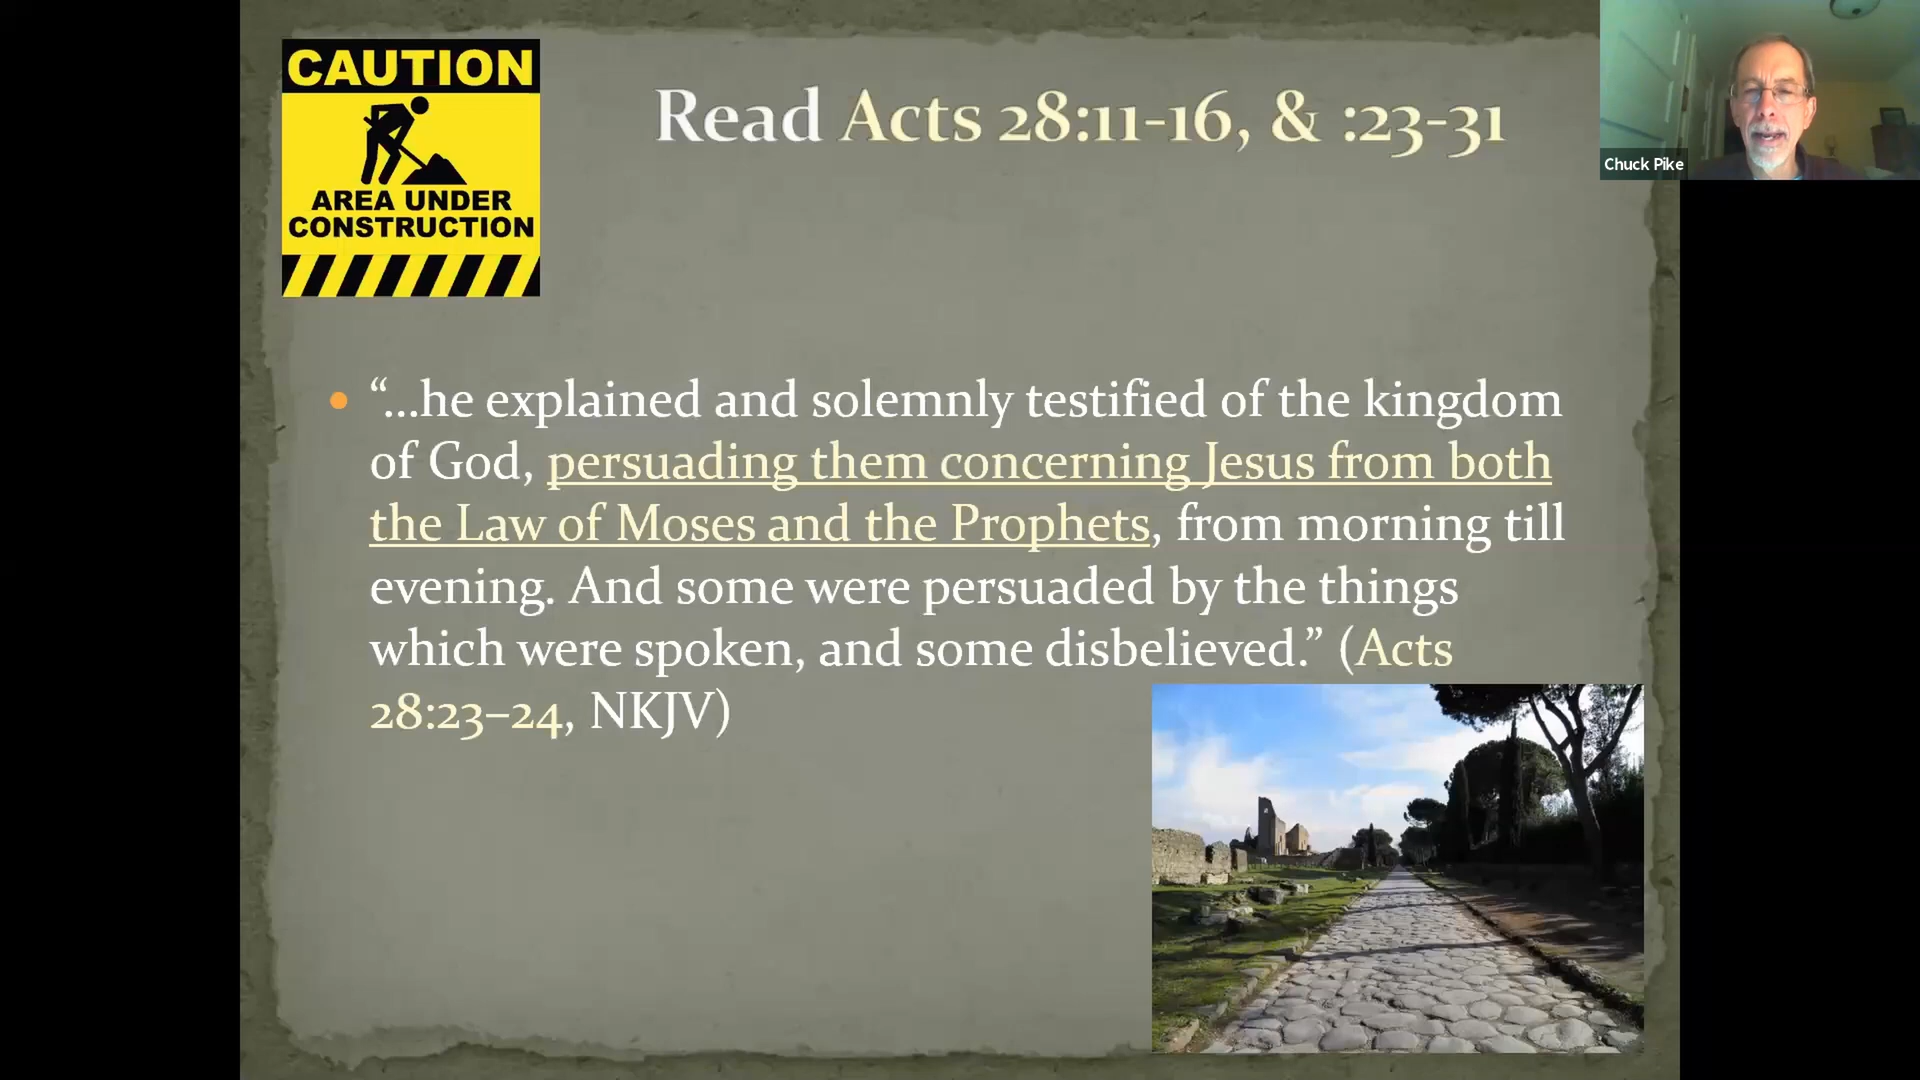 CAUTION
AREA UNDER
CONSTRUCTION
Read Acts 28:11-16, & :23-31
Chuck Pike
• “…he explained and solemnly testified of the kingdom
of God, persuading them concerning Jesus from both
the Law of Moses and the Prophets, from morning till
evening. And some were persuaded by the things
which were spoken, and some disbelieved.” (Acts
28:23–24, NKJV)